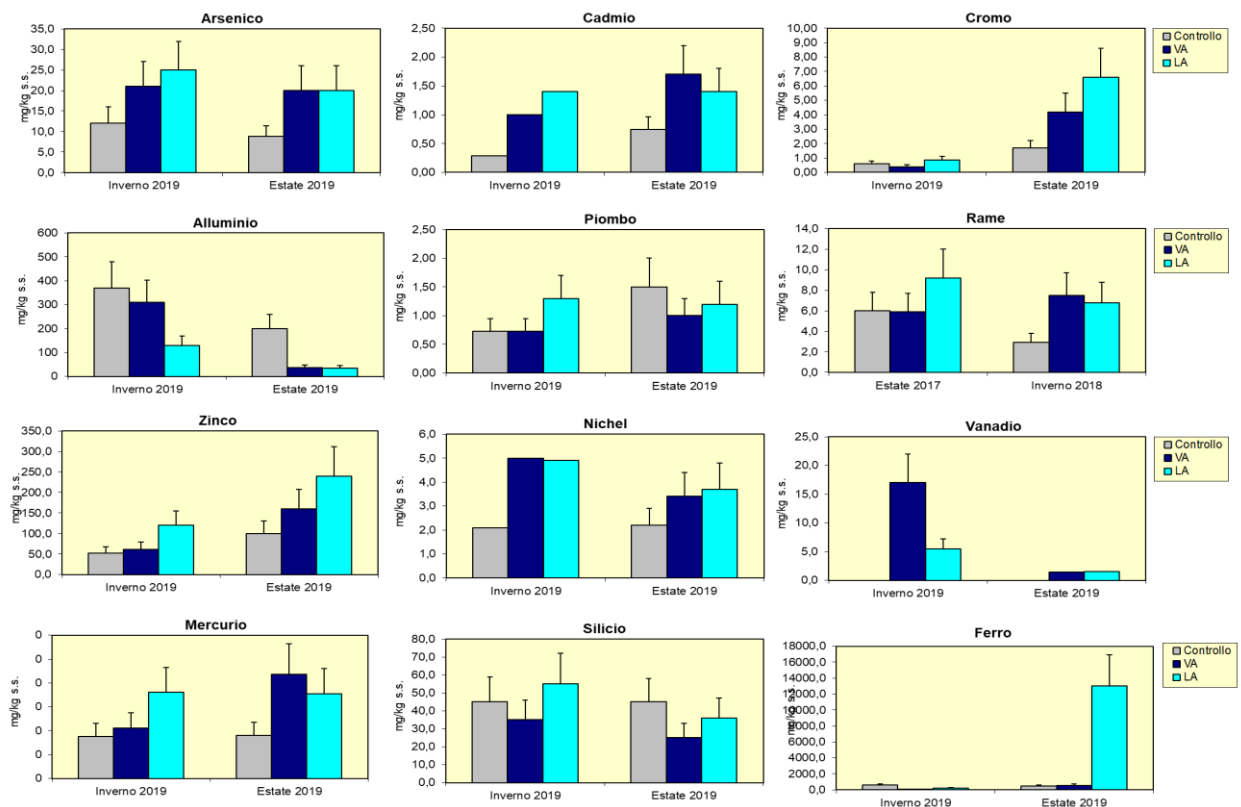 Arsenico
mg/kg s.s.
35,0
30,0
25,0
20,0
15,0
10,0
5,0
0,0
Inverno 2019 Estate 2019
Cadmio
mg/kg s.s.
2,50
2,00
1,50
1,00
0,50
0,00
Inverno 2019 Estate 2019
Cromo
mg/kg s.s.
10,00
9,00
8,00
7,00
6,00
5,00
4,00
3,00
2,00
1,00
0,00
Inverno 2019 Estate 2019
Controllo
VA
LA
Alluminio
mg/kg s.s.
600
500
400
300
200
100
0
Inverno 2019 Estate 2019
Piombo
mg/kg s.s.
2,50
2,00
1,50
1,00
0,50
0,00
Inverno 2019 Estate 2019
Rame
mg/kg s.s.
14,0
12,0
10,0
8,0
6,0
4,0
2,0
0,0
Estate 2017 Inverno 2018
Controllo
VA
LA
Zinco
mg/kg s.s.
350,0
300,0
250,0
200,0
150,0
100,0
50,0
0,0
Inverno 2019 Estate 2019
Nichel
mg/kg s.s.
6,0
5,0
4,0
3,0
2,0
1,0
0,0
Inverno 2019 Estate 2019
Vanadio
mg/kg s.s.
25,0
20,0
15,0
10,0
5,0
0,0
Inverno 2019 Estate 2019
Controllo
VA
LA
Mercurio
mg/kg s.s.
0
0
0
0
0
0
0
Inverno 2019 Estate 2019
Silicio
mg/kg s.s.
80,0
70,0
60,0
50,0
40,0
30,0
20,0
10,0
0,0
Inverno 2019 Estate 2019
Ferro
mg/kg s.s.
18000,0
16000,0
14000,0
12000,0
10000,0
8000,0
6000,0
4000,0
2000,0
0,0
Inverno 2019 Estate 2019
Controllo
VA
LA